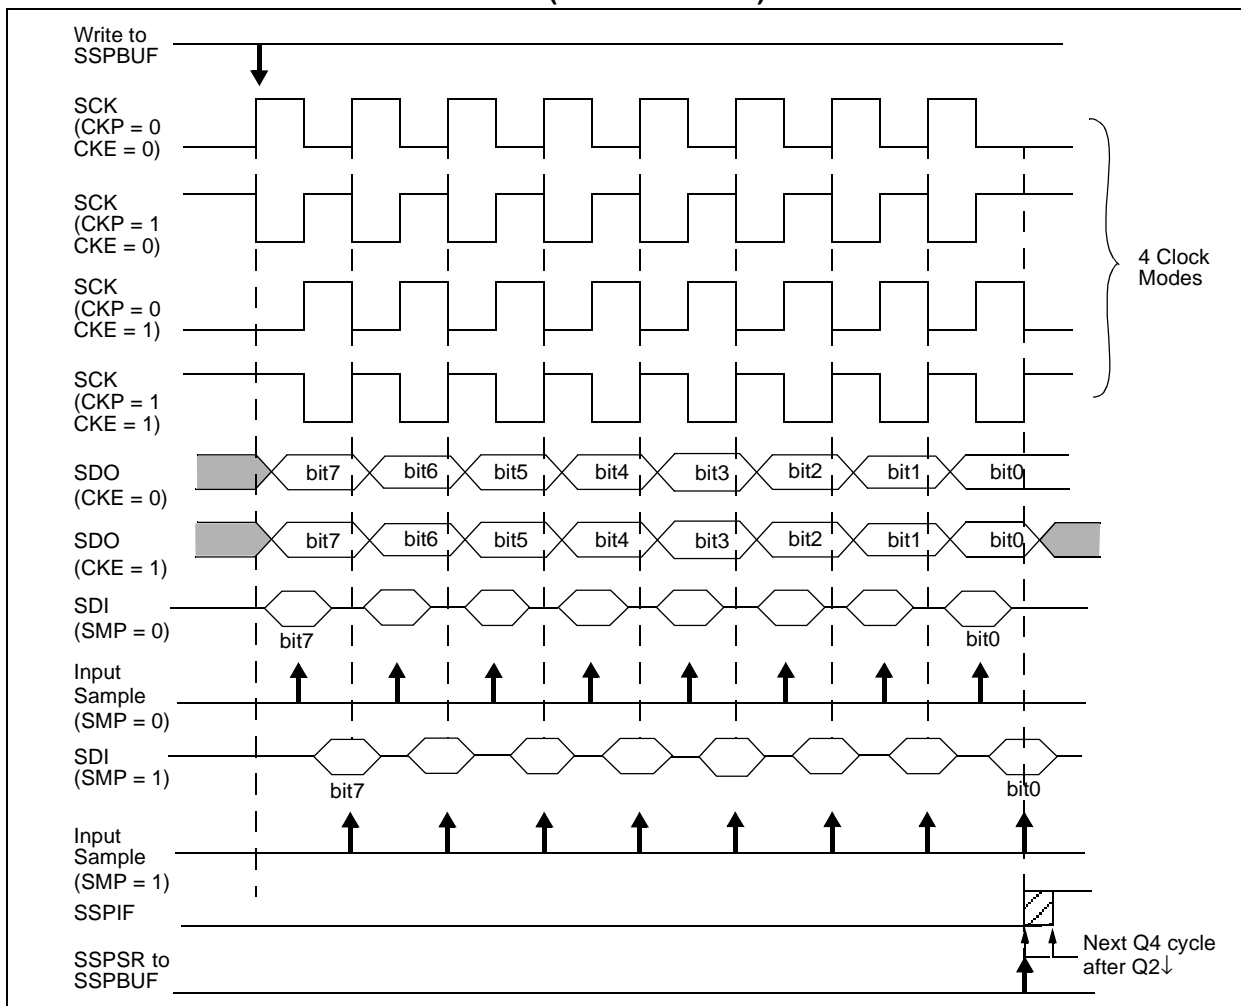 Write to
SSPBUF
SCK
(CKP = 0
CKE = 0)
SCK
(CKP = 1
CKE = 0)
SCK
(CKP = 0
CKE = 1)
SCK
(CKP = 1
CKE = 1)
4 Clock
Modes
SDO
(CKE = 0)
bit7 bit6 bit5 bit4 bit3 bit2 bit1 bit0
SDO
(CKE = 1)
bit7 bit6 bit5 bit4 bit3 bit2 bit1 bit0
SDI
(SMP = 0)
bit7 bit0
Input
Sample
(SMP = 0)
SDI
(SMP = 1)
bit7 bit0
Input
Sample
(SMP = 1)
SSPIF
Next Q4 cycle
after Q2↓
SSPSR to
SSPBUF